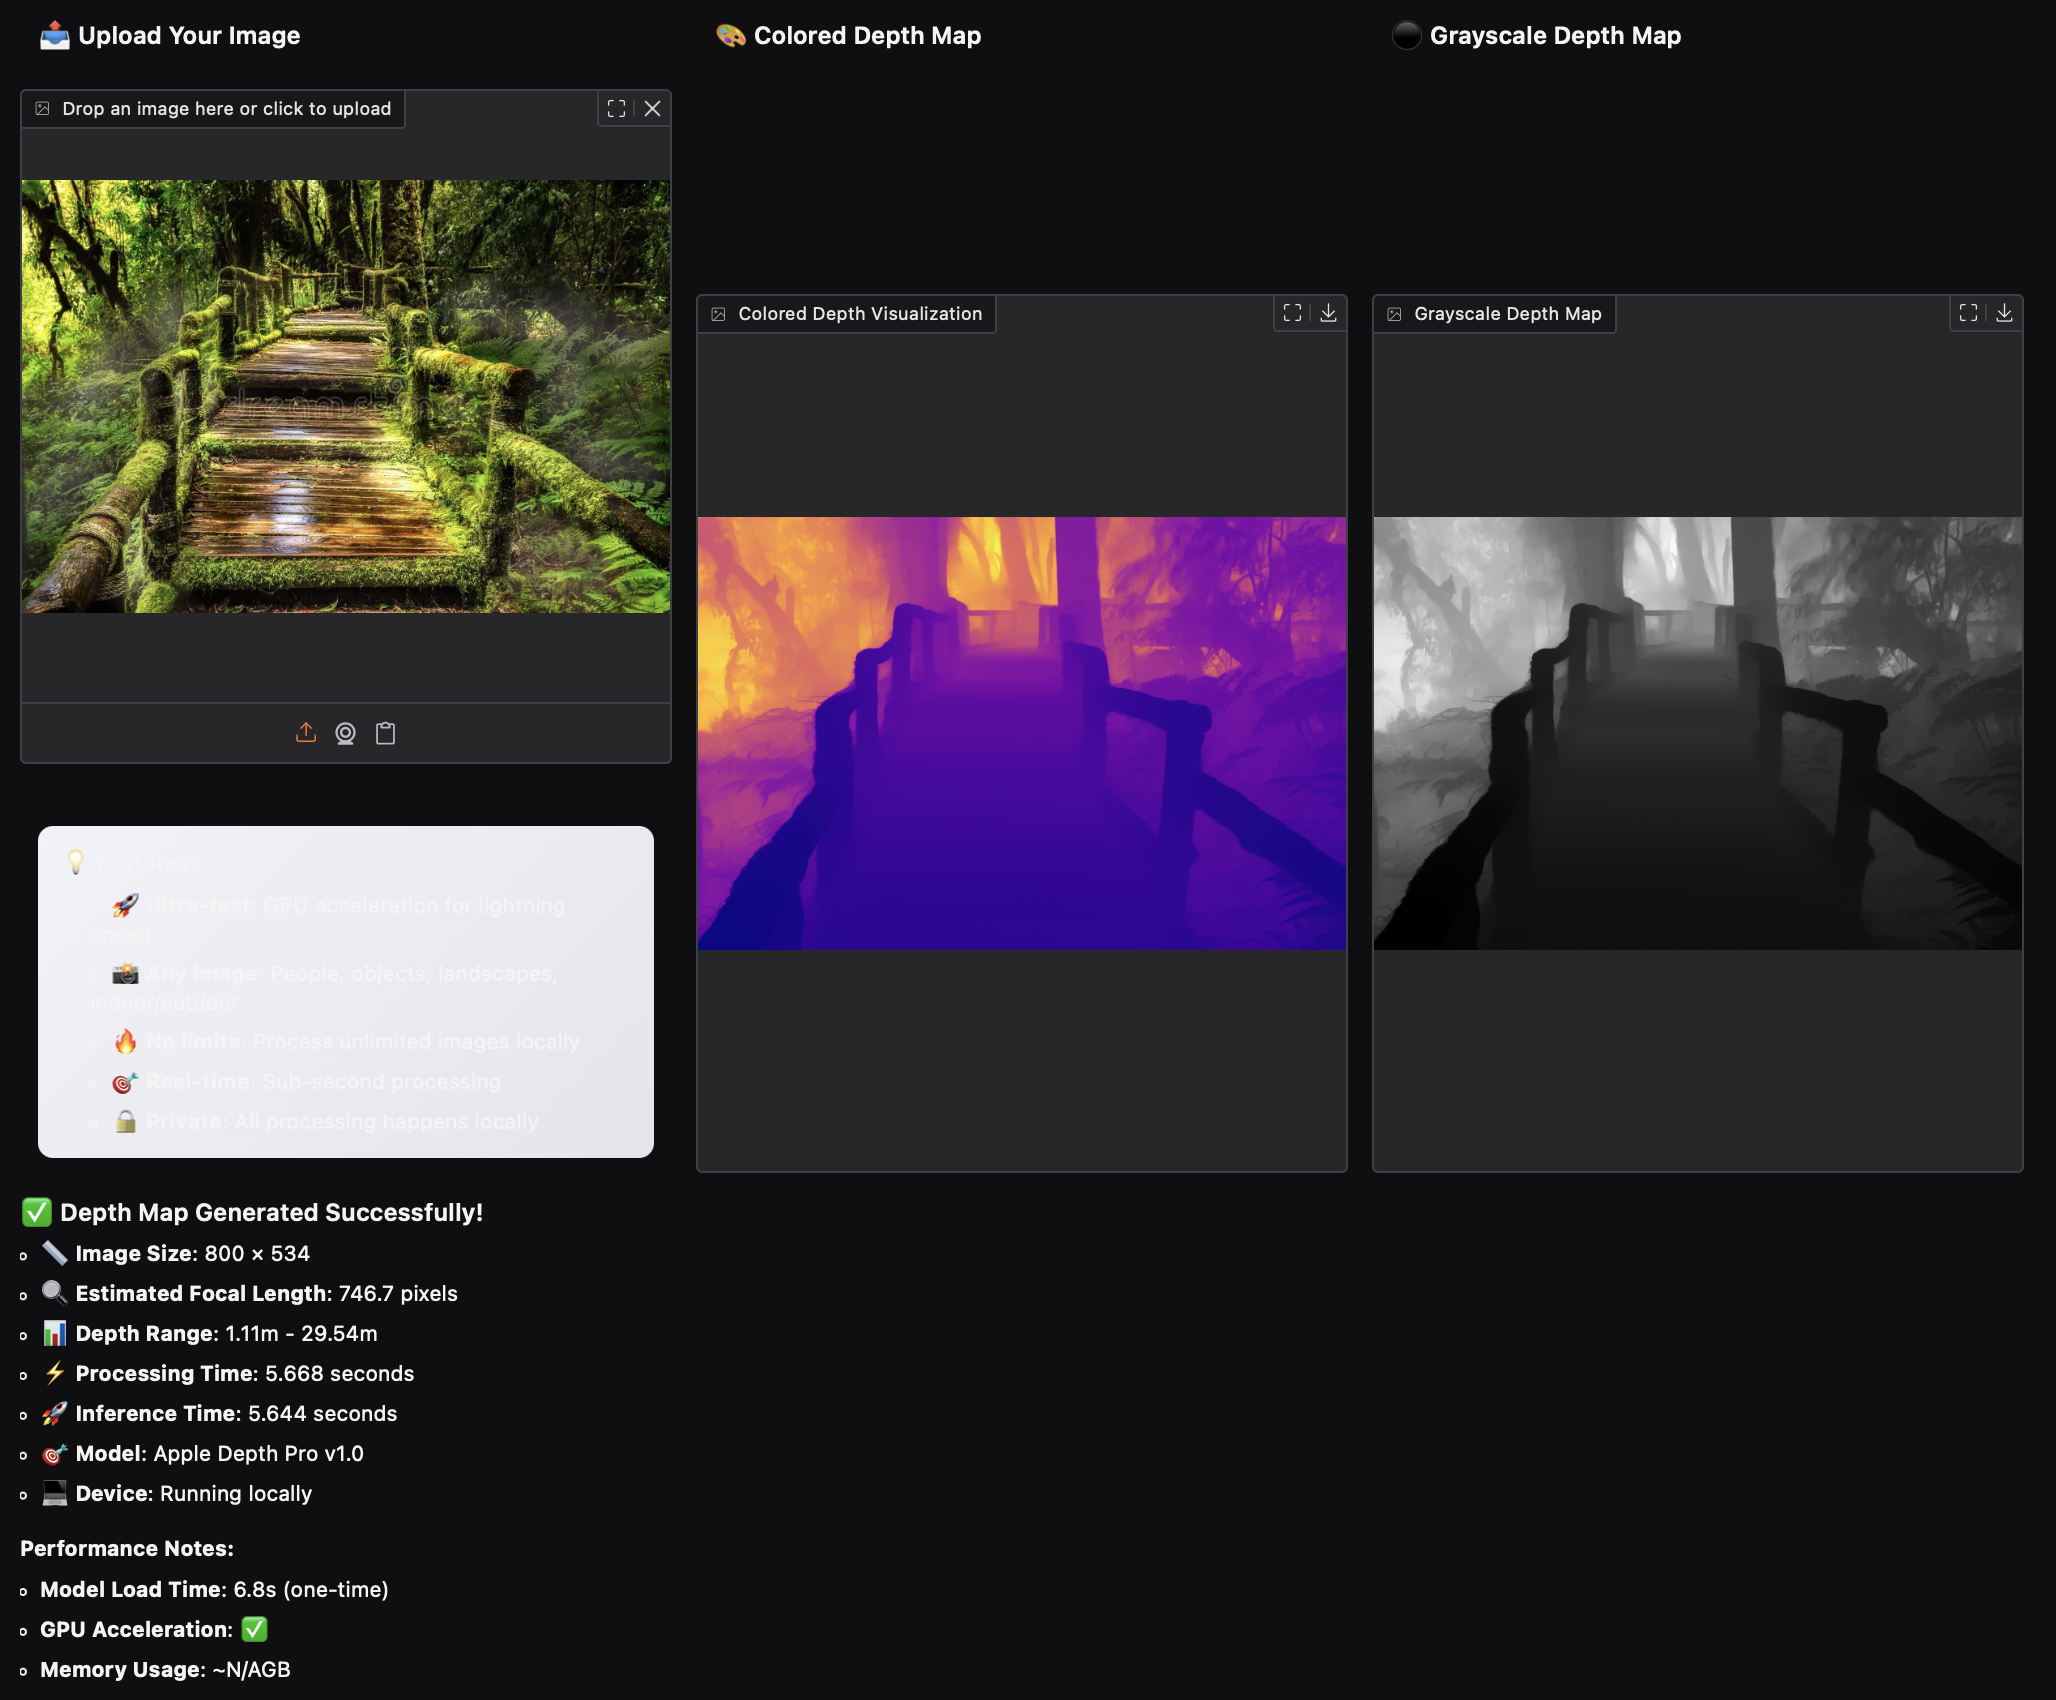 📤 Upload Your Image
Drop an image here or click to upload
dreamstime
💡 Features:
🚀 Ultra-fast: GPU acceleration for lightning
speed
📸 Any image: People, objects, landscapes,
indoor/outdoor
🔥 No limits: Process unlimited images locally
🎯 Real-time: Sub-second processing
🔒 Private: All processing happens locally
🎨 Colored Depth Map
Colored Depth Visualization
⚫ Grayscale Depth Map
Grayscale Depth Map
✅ Depth Map Generated Successfully!
📏 Image Size: 800 × 534
🔍 Estimated Focal Length: 746.7 pixels
📊 Depth Range: 1.11m - 29.54m
⚡ Processing Time: 5.668 seconds
🚀 Inference Time: 5.644 seconds
🎯 Model: Apple Depth Pro v1.0
💻 Device: Running locally
Performance Notes:
Model Load Time: 6.8s (one-time)
GPU Acceleration: ✅
Memory Usage: ~N/AGB